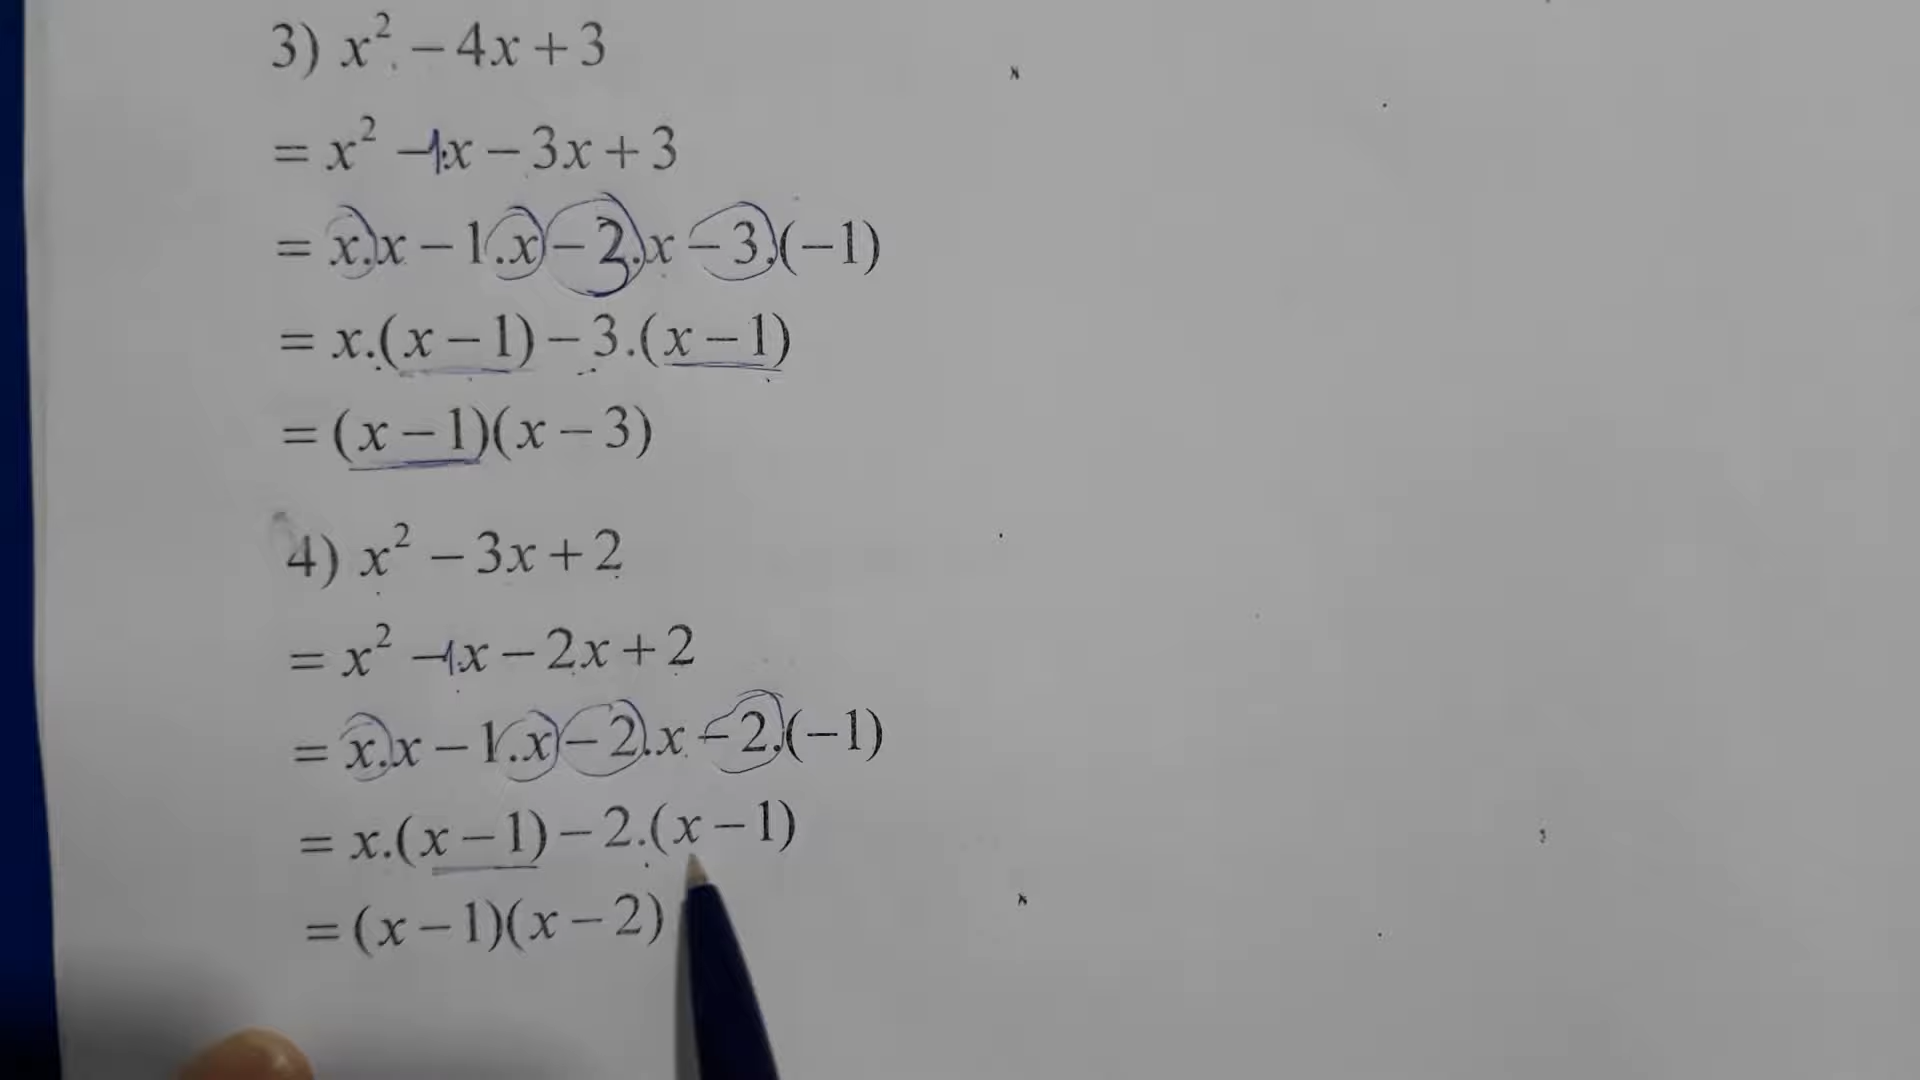 3) x² − 4x + 3
= x² − 1x − 3x + 3
= x.x − 1.x − 3.x − 3.(−1)
= x.(x − 1) − 3.(x − 1)
= (x − 1)(x − 3)
4) x² − 3x + 2
= x² − 1x − 2x + 2
= x.x − 1.x − 2.x − 2.(−1)
= x.(x − 1) − 2.(x − 1)
= (x − 1)(x − 2)